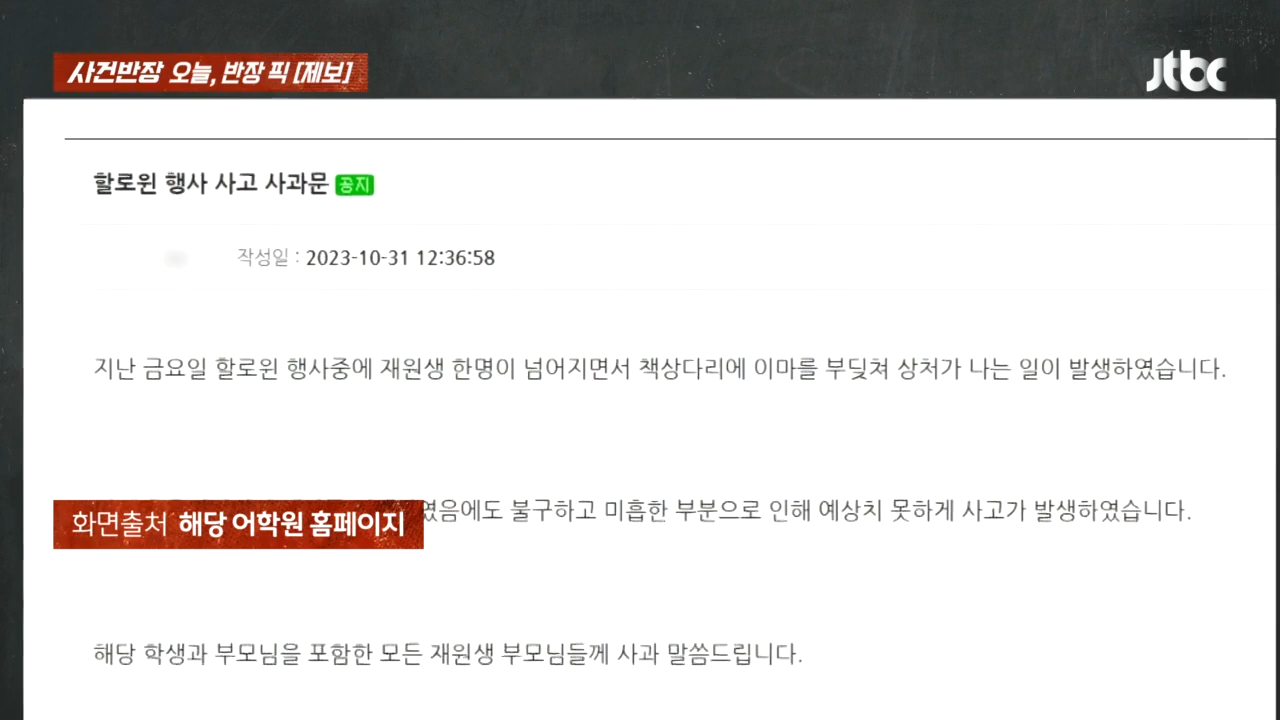 사건반장 오늘, 반장 픽 [제보]
jtbc
할로윈 행사 사고 사과문 공지
작성일 : 2023-10-31 12:36:58
지난 금요일 할로윈 행사중에 재원생 한명이 넘어지면서 책상다리에 이마를 부딪쳐 상처가 나는 일이 발생하였습니다.
였음에도 불구하고 미흡한 부분으로 인해 예상치 못하게 사고가 발생하였습니다.
화면출처 해당 어학원 홈페이지
해당 학생과 부모님을 포함한 모든 재원생 부모님들께 사과 말씀드립니다.